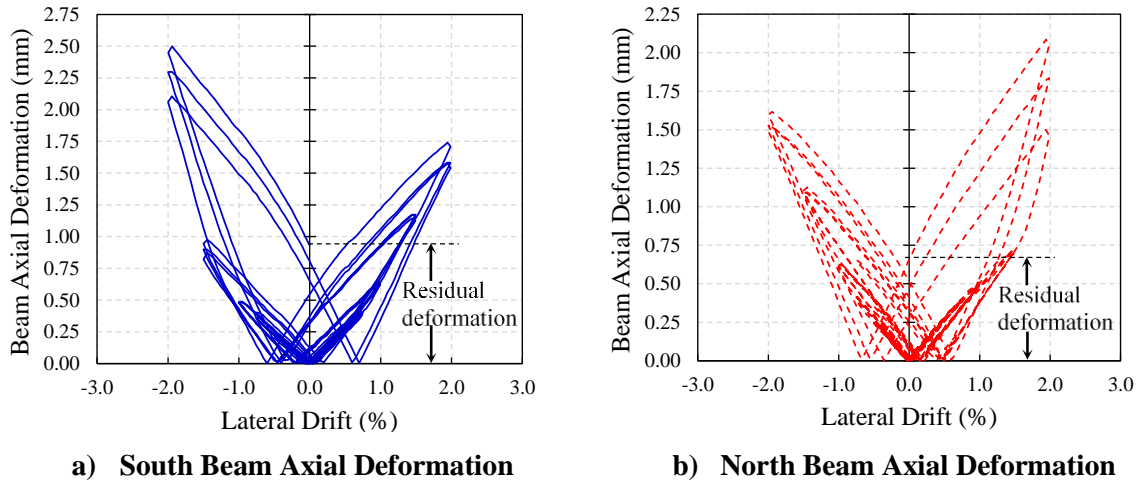 2.75
2.50
2.25
2.00
1.75
1.50
1.25
1.00
0.75
0.50
0.25
0.00
Beam Axial Deformation (mm)
Residual
deformation
-3.0 -2.0 -1.0 0.0 1.0 2.0 3.0
Lateral Drift (%)
a) South Beam Axial Deformation
2.25
2.00
1.75
1.50
1.25
1.00
0.75
0.50
0.25
0.00
Beam Axial Deformation (mm)
Residual
deformation
-3.0 -2.0 -1.0 0.0 1.0 2.0 3.0
Lateral Drift (%)
b) North Beam Axial Deformation